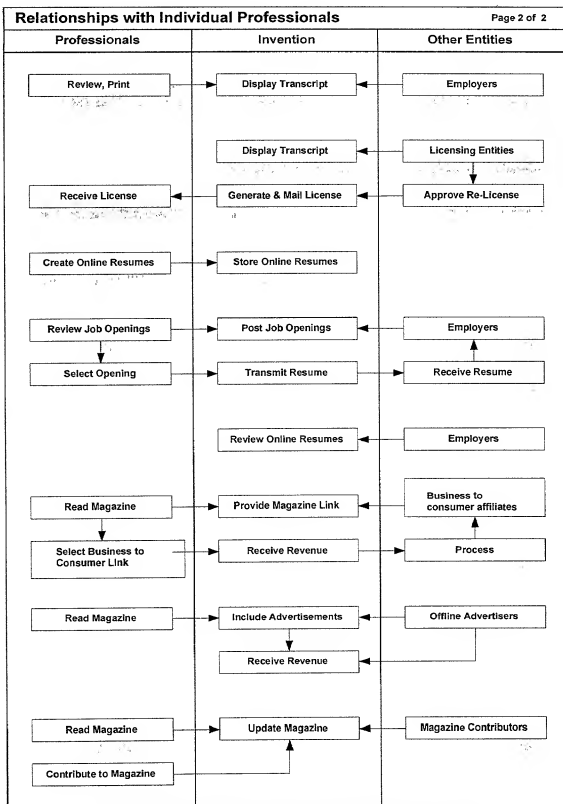 Relationships with Individual Professionals Page 2 of 2
Professionals Invention Other Entities
Review, Print Display Transcript Employers
Display Transcript Licensing Entities
Receive License Generate & Mail License Approve Re-License
Create Online Resumes Store Online Resumes
Review Job Openings Post Job Openings Employers
Select Opening Transmit Resume Receive Resume
Review Online Resumes Employers
Read Magazine Provide Magazine Link Business to
consumer affiliates
Select Business to
Consumer Link Receive Revenue Process
Read Magazine Include Advertisements Offline Advertisers
Receive Revenue
Read Magazine Update Magazine Magazine Contributors
Contribute to Magazine